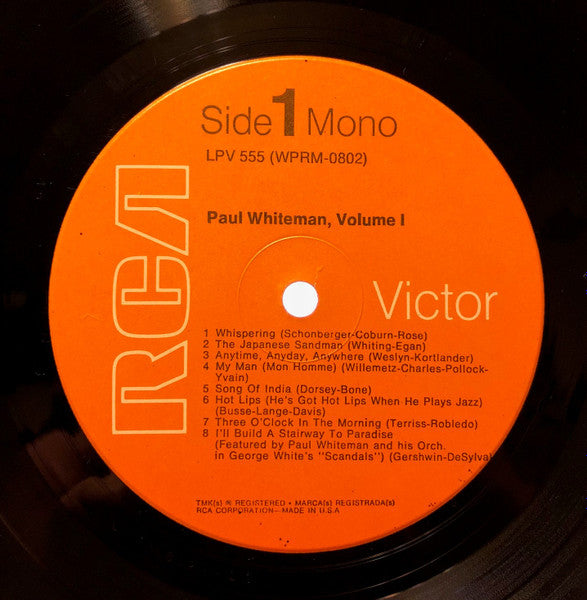 Side 1 Mono
LPV 555 (WPRM-0802)
RCA
Paul Whiteman, Volume I
Victor
1 Whispering (Schonberger-Coburn-Rose)
2 The Japanese Sandman (Whiting-Egan)
3 Anytime, Anyday, Anywhere (Weslyn-Kortlander)
4 My Man (Mon Homme) (Willemetz-Charles-Pollock-
Yvain)
5 Song Of India (Dorsey-Bone)
6 Hot Lips (He's Got Hot Lips When He Plays Jazz)
(Busse-Lange-Davis)
7 Three O'Clock In The Morning (Terriss-Robledo)
8 I'll Build A Stairway To Paradise
(Featured by Paul Whiteman and his Orch.
in George White's "Scandals") (Gershwin-DeSylva)
TMK(s) ® REGISTERED • MARCA(s) REGISTRADA(s)
RCA CORPORATION— MADE IN U.S.A